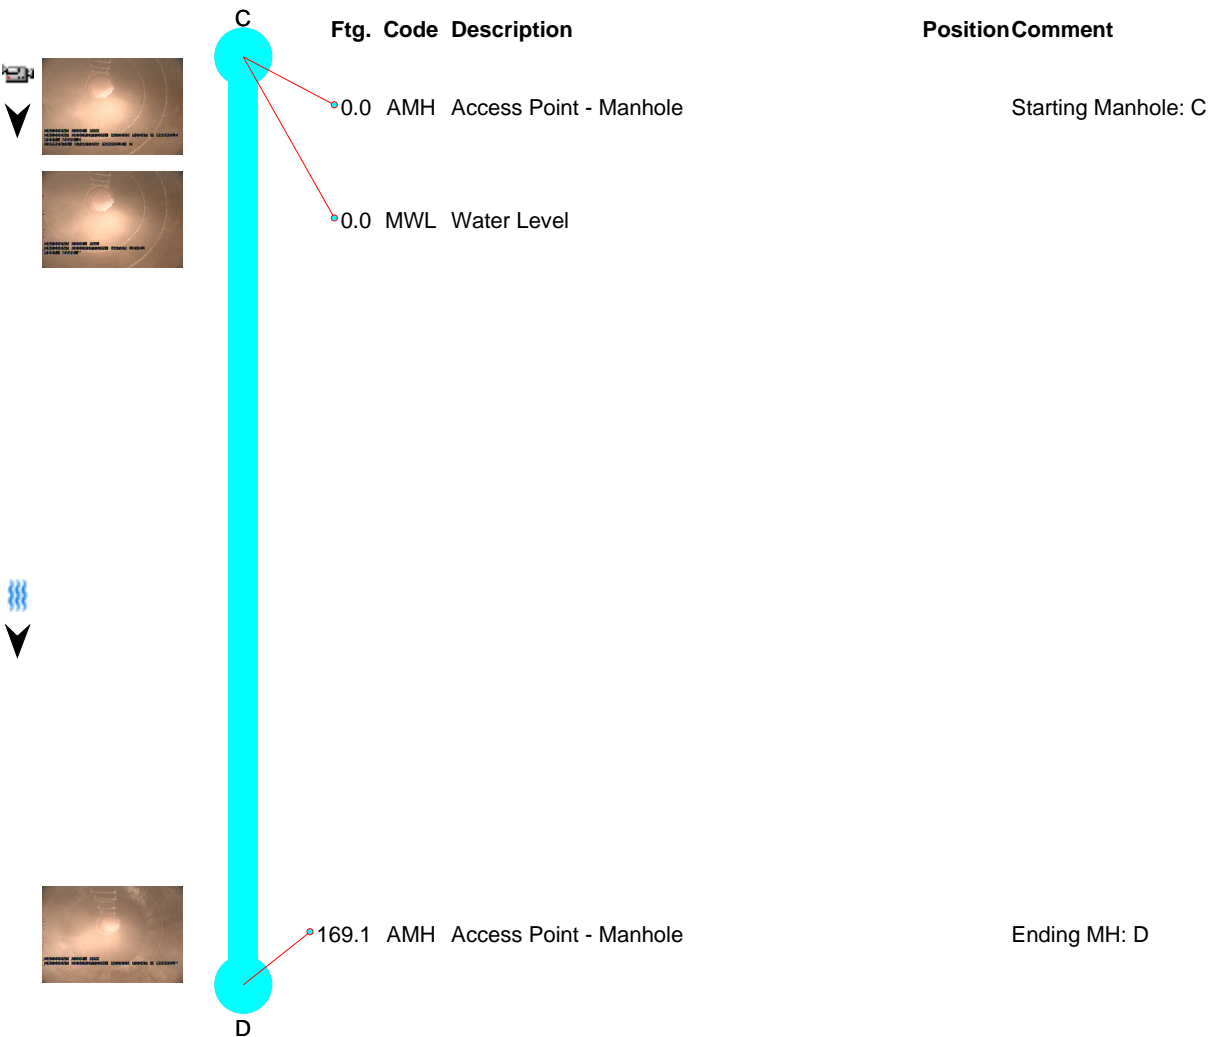 C
Ftg. Code Description Position Comment
0.0 AMH Access Point - Manhole Starting Manhole: C
0.0 MWL Water Level
169.1 AMH Access Point - Manhole Ending MH: D
D